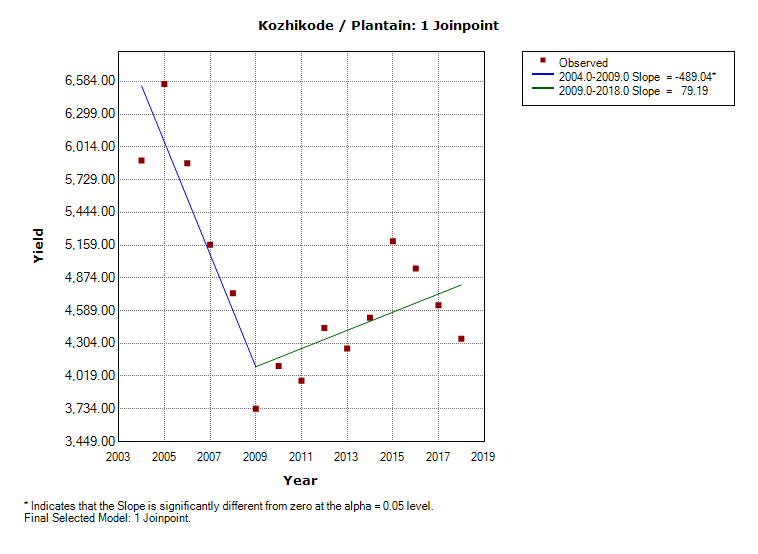 Kozhikode / Plantain: 1 Joinpoint
Observed
2004.0-2009.0 Slope = -489.04*
2009.0-2018.0 Slope = 79.19
6,584.00
6,299.00
6,014.00
5,729.00
5,444.00
5,159.00
4,874.00
4,589.00
4,304.00
4,019.00
3,734.00
3,449.00
Yield
2003 2005 2007 2009 2011 2013 2015 2017 2019
Year
* Indicates that the Slope is significantly different from zero at the alpha = 0.05 level.
Final Selected Model: 1 Joinpoint.